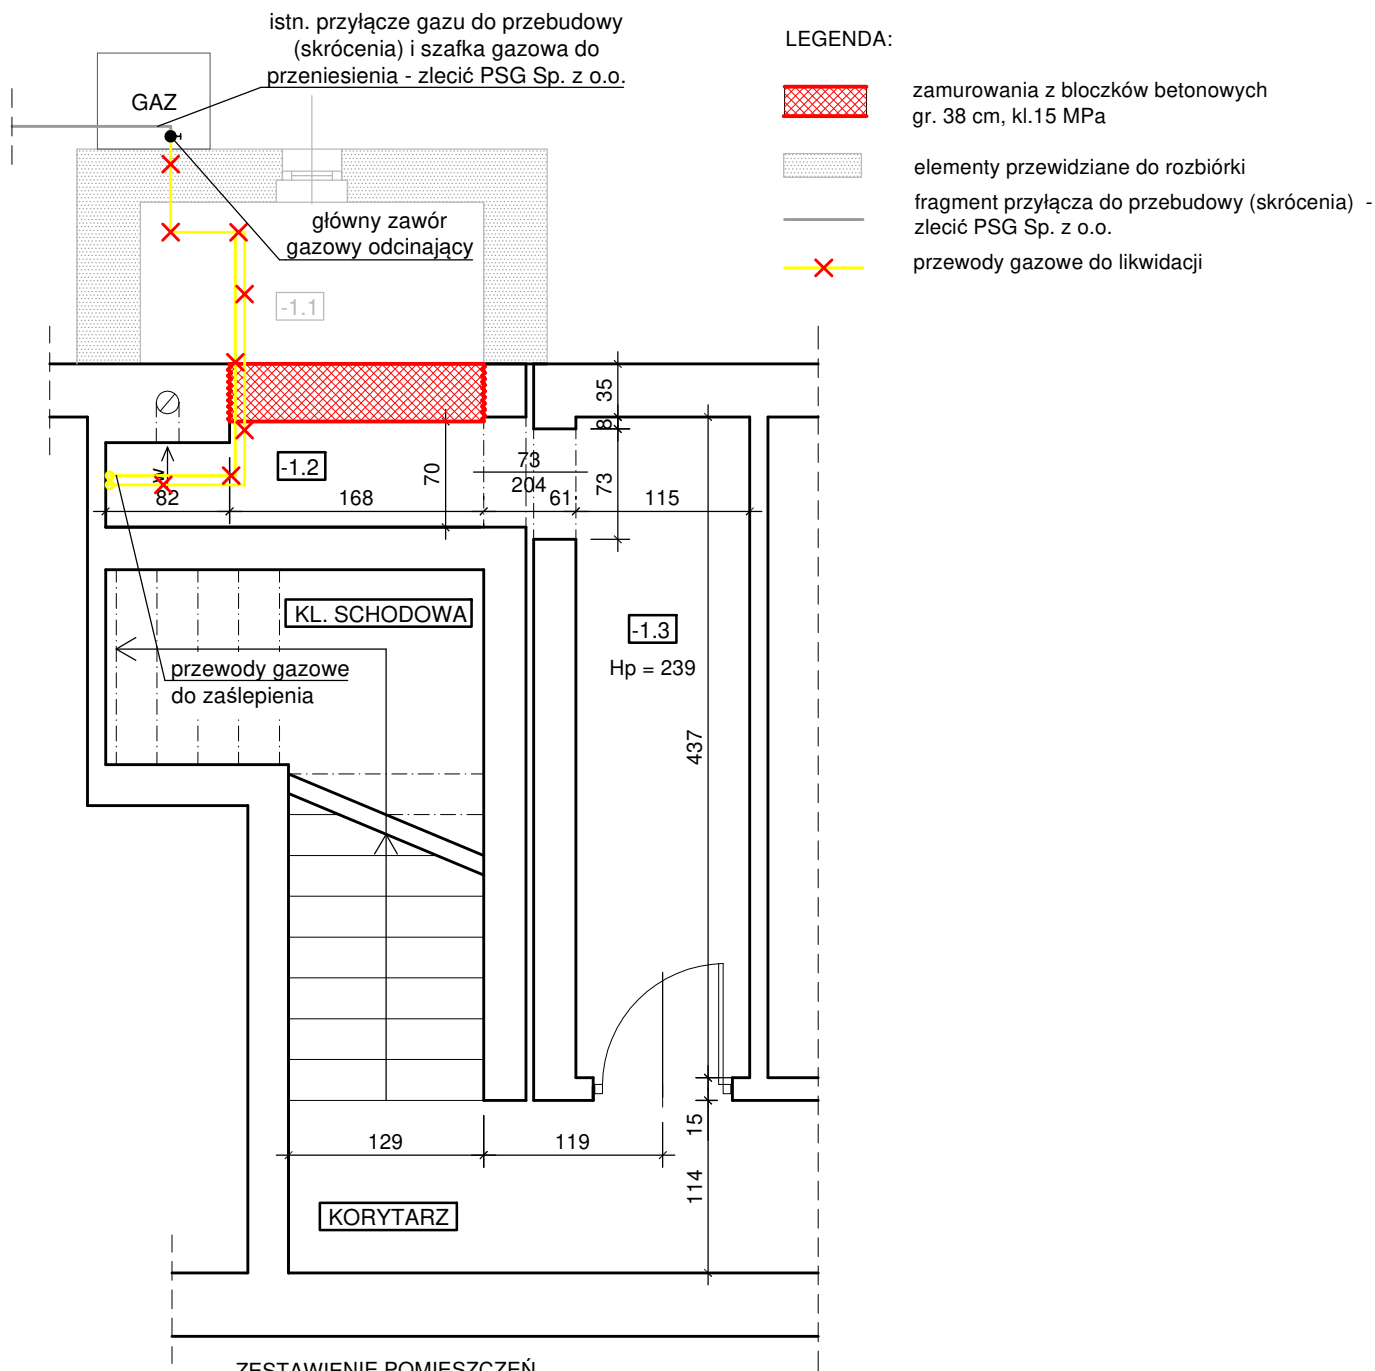 istn. przyłącze gazu do przebudowy
(skrócenia) i szafka gazowa do
przeniesienia - zlecić PSG Sp. z o.o.
GAZ
główny zawór
gazowy odcinający
-1.1
LEGENDA:
zamurowania z bloczków betonowych
gr. 38 cm, kl.15 MPa
elementy przewidziane do rozbiórki
fragment przyłącza do przebudowy (skrócenia) -
zlecić PSG Sp. z o.o.
przewody gazowe do likwidacji
35
8
W
-1.2
70
73
204
73
82
168
61
115
KL. SCHODOWA
-1.3
Hp = 239
przewody gazowe
do zaślepienia
437
129
119
15
114
KORYTARZ
ZESTAWIENIE POMIESZCZEŃ